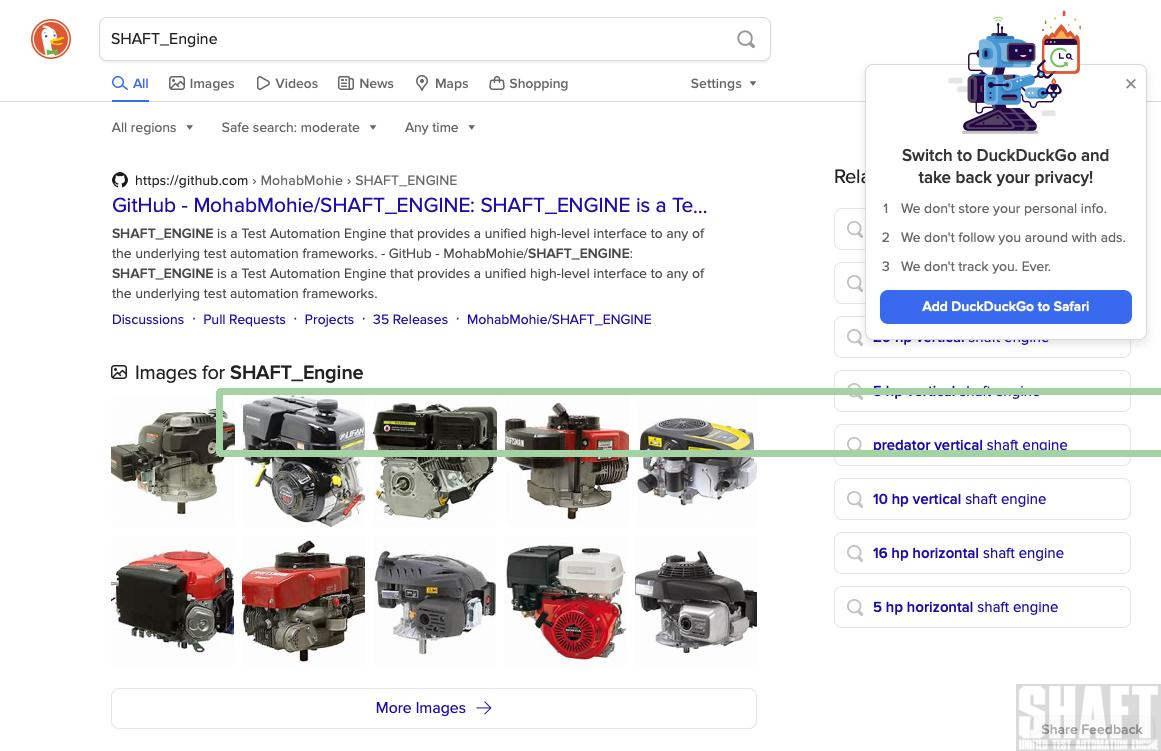 SHAFT_Engine
All Images Videos News Maps Shopping Settings
All regions Safe search: moderate Any time
https://github.com › MohabMohie › SHAFT_ENGINE
GitHub - MohabMohie/SHAFT_ENGINE: SHAFT_ENGINE is a Te...
SHAFT_ENGINE is a Test Automation Engine that provides a unified high-level interface to any of
the underlying test automation frameworks. - GitHub - MohabMohie/SHAFT_ENGINE:
SHAFT_ENGINE is a Test Automation Engine that provides a unified high-level interface to any of
the underlying test automation frameworks.
Discussions · Pull Requests · Projects · 35 Releases · MohabMohie/SHAFT_ENGINE
Images for SHAFT_Engine
LIFAN
CRAFTSMAN
HONDA
More Images
Switch to DuckDuckGo and
take back your privacy!
1 We don't store your personal info.
2 We don't follow you around with ads.
3 We don't track you. Ever.
Add DuckDuckGo to Safari
Rela
shaft engine
5 hp vertical shaft engine
predator vertical shaft engine
10 hp vertical shaft engine
16 hp horizontal shaft engine
5 hp horizontal shaft engine
SHAFT
Share Feedback